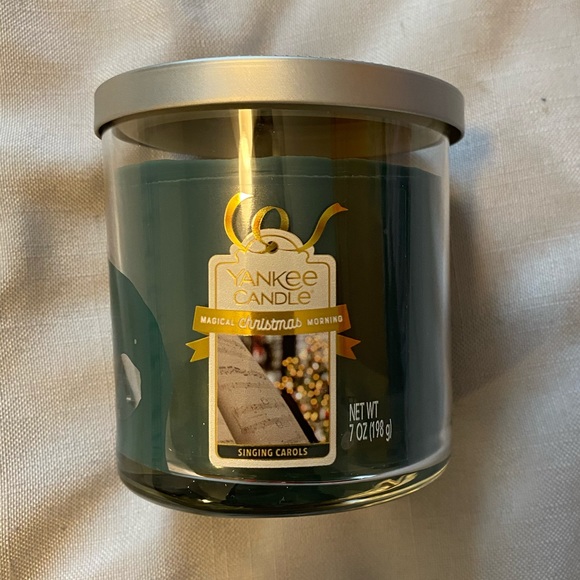 YANKEE
CANDLE®
MAGICAL Christmas MORNING
NET WT
7 OZ (198 g)
SINGING CAROLS